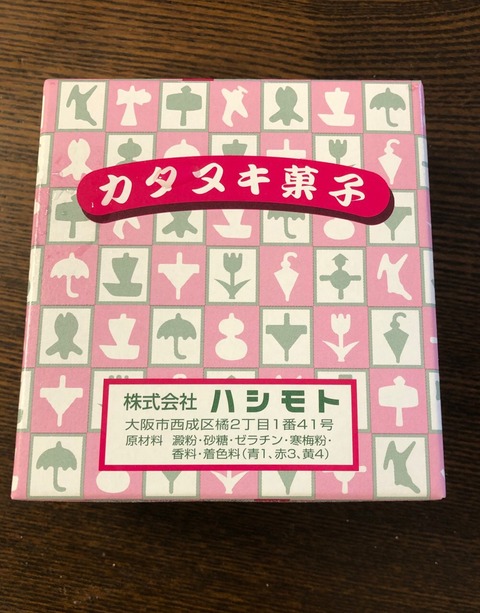 カタヌキ菓子
株式会社 ハシモト
大阪市西成区橘2丁目1番41号
原材料 澱粉・砂糖・ゼラチン・寒梅粉・
香料・着色料(青1、赤3、黄4)